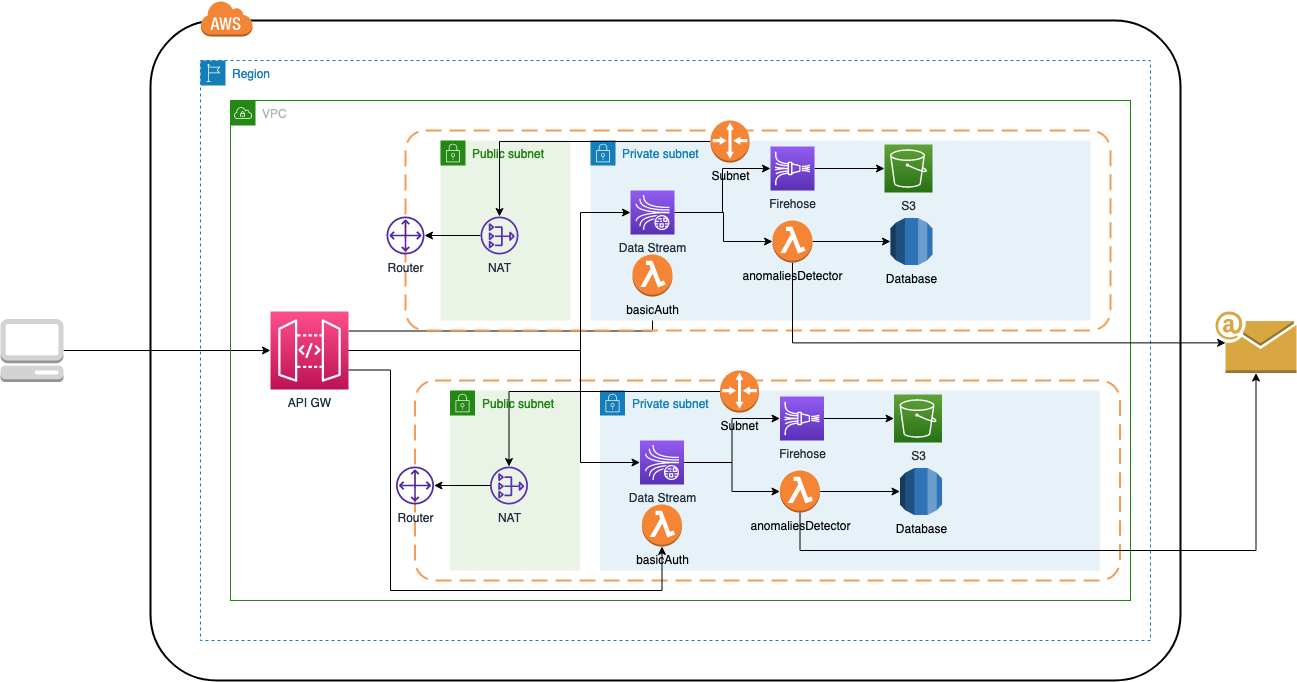 AWS
Region
VPC
Public subnet
Private subnet
Subnet
Firehose
S3
Data Stream
Router
NAT
anomaliesDetector
Database
basicAuth
</>
API GW
@
Public subnet
Private subnet
Subnet
Firehose
S3
Data Stream
Router
NAT
anomaliesDetector
Database
basicAuth